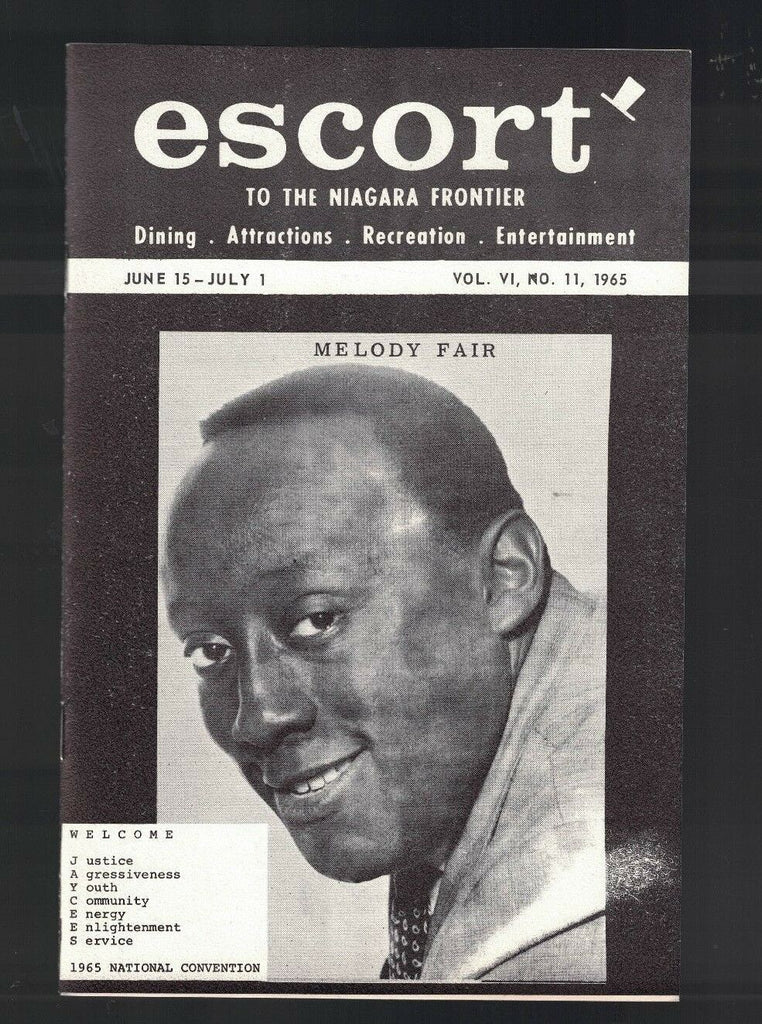 escort
TO THE NIAGARA FRONTIER
Dining . Attractions . Recreation . Entertainment
JUNE 15 – JULY 1 VOL. VI, NO. 11, 1965
MELODY FAIR
WELCOME
J ustice
A gressiveness
Y outh
C ommunity
E nergy
E nlightenment
S ervice
1965 NATIONAL CONVENTION